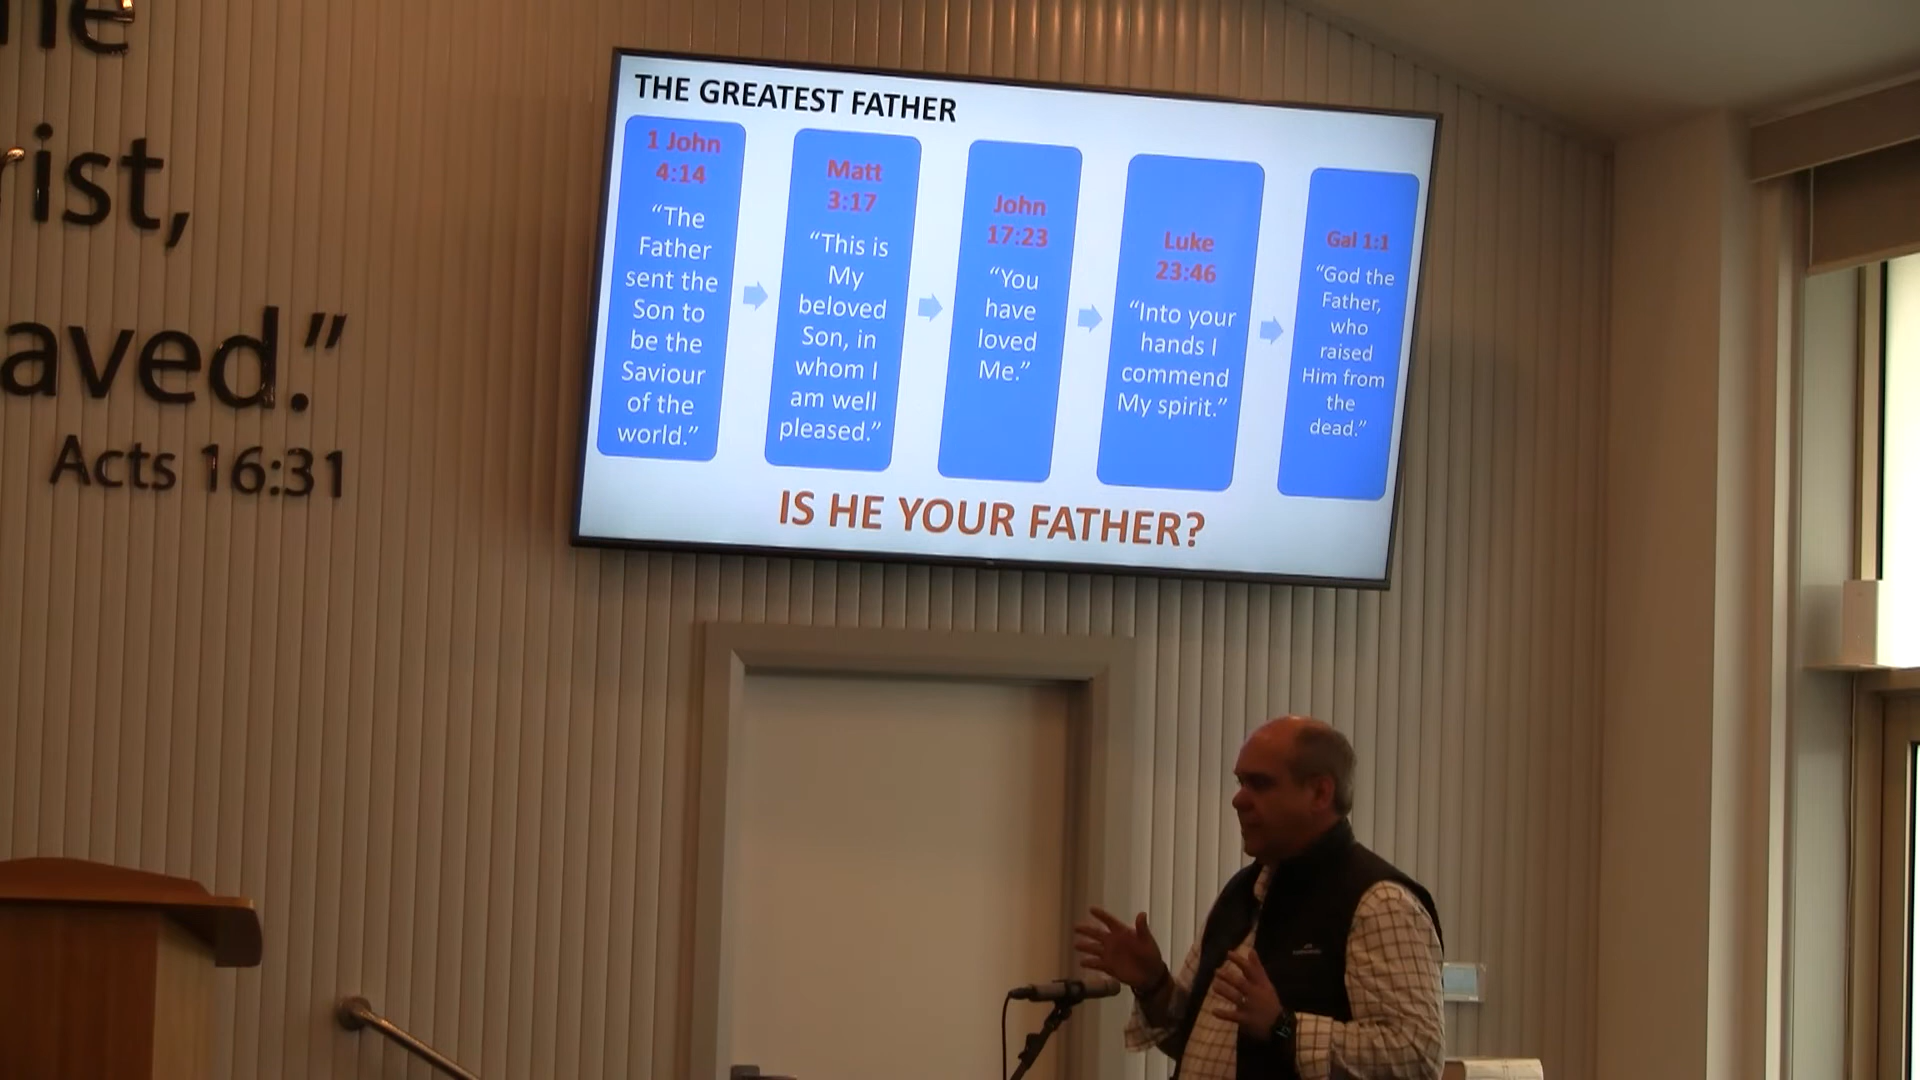 ne
rist,
aved.”
Acts 16:31
THE GREATEST FATHER
1 John
4:14
“The
Father
sent the
Son to
be the
Saviour
of the
world.”
Matt
3:17
“This is
My
beloved
Son, in
whom I
am well
pleased.”
John
17:23
“You
have
loved
Me.”
Luke
23:46
“Into your
hands I
commend
My spirit.”
Gal 1:1
“God the
Father,
who
raised
Him from
the
dead.”
IS HE YOUR FATHER?